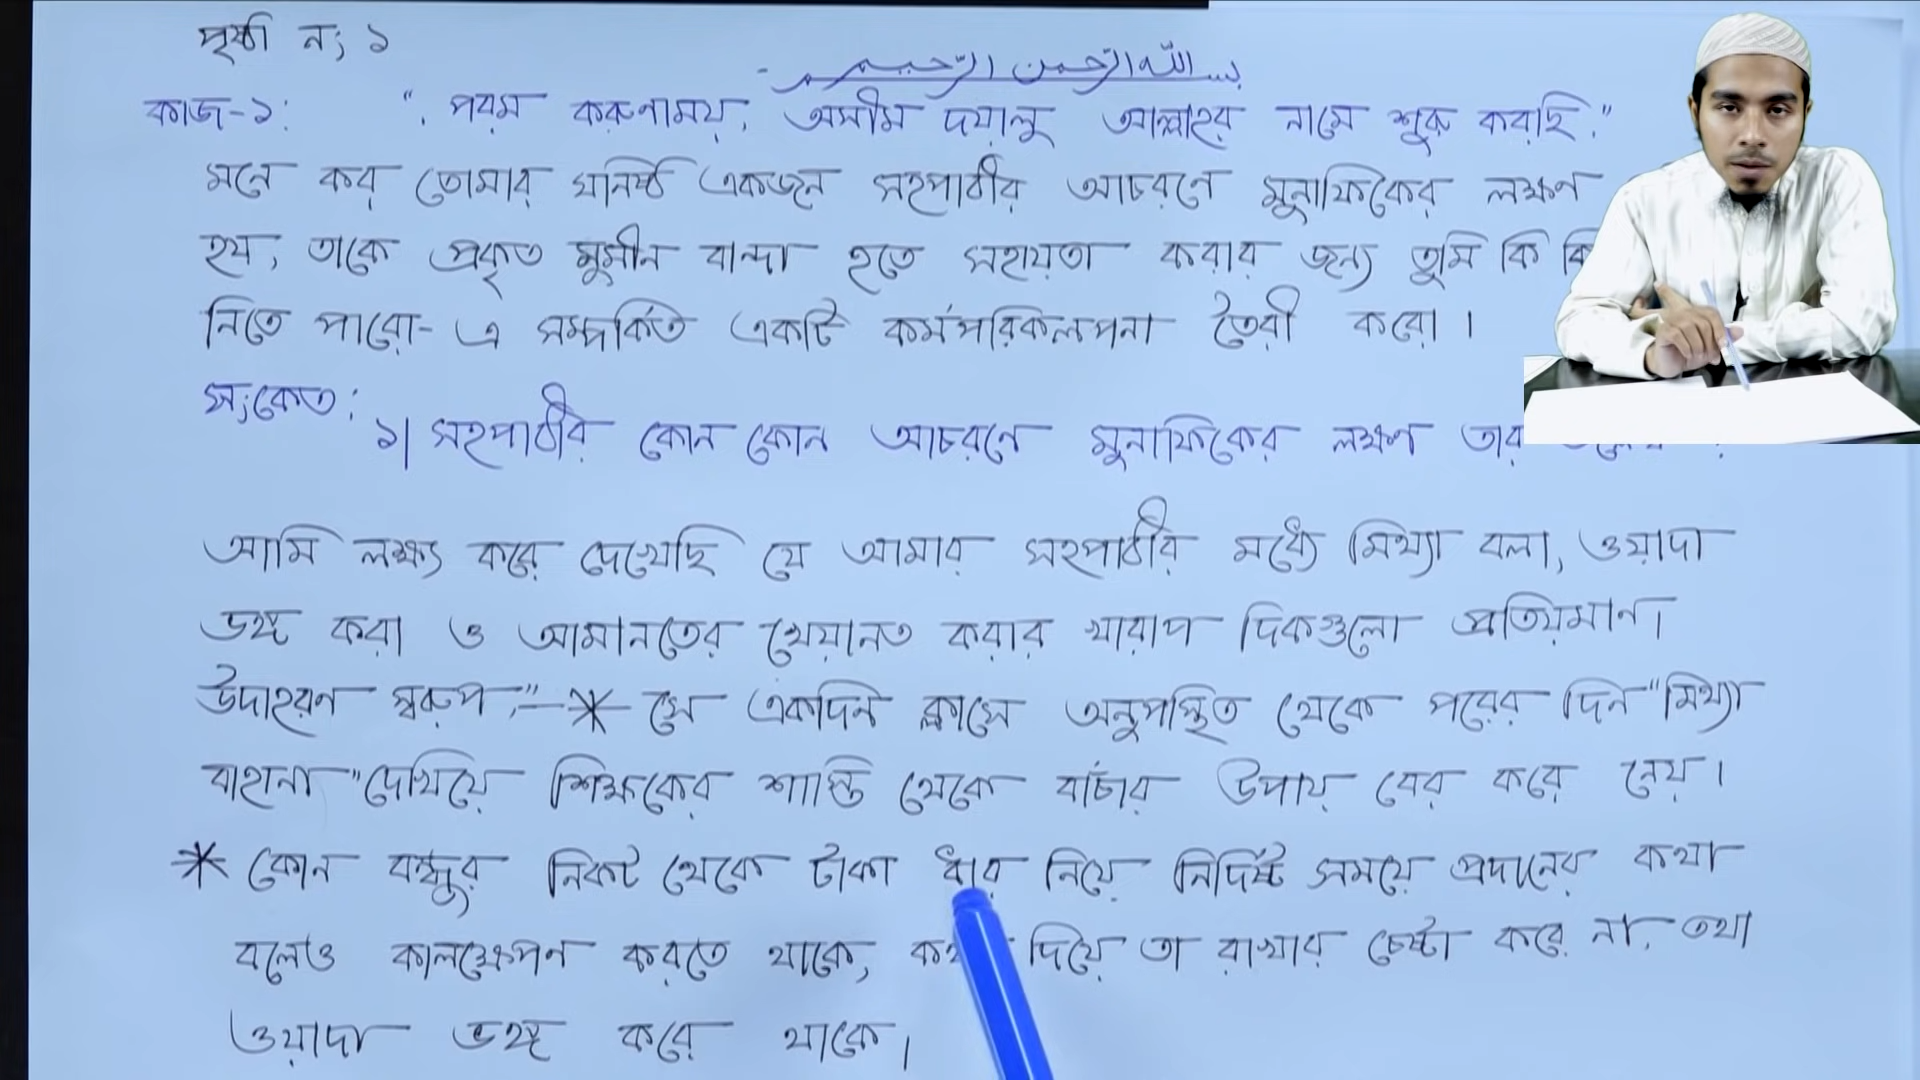 পৃষ্ঠা নং ১
بسم الله الرحمن الرحيم
কাজ-১: "পরম করুনাময়, অসীম দয়ালু আল্লাহর নামে শুরু করছি."
মনে কর তোমার ঘনিষ্ঠ একজন সহপাঠীর আচরনে মুনাফিকের লক্ষণ
হয়, তাকে প্রকৃত মুমীন বান্দা হতে সহায়তা করার জন্য তুমি কি
নিতে পারো- এ সম্পর্কিত একটি কর্মপরিকল্পনা তৈরী করো।
সংকেত:
১| সহপাঠীর কোন কোন আচরনে মুনাফিকের লক্ষণ তার
আমি লক্ষ্য করে দেখেছি যে আমার সহপাঠীর মধ্যে মিথ্যা বলা, ওয়াদা
ভঙ্গ করা ও আমানতের খেয়ানত করার খারাপ দিকগুলো প্রতিয়মান।
উদাহরন স্বরুপ:- * সে একদিন ক্লাসে অনুপস্থিত থেকে পরের দিন "মিথ্যা
বাহানা" দেখিয়ে শিক্ষকের শাস্তি থেকে বাঁচার উপায় বের করে নেয়।
* কোন বন্ধুর নিকট থেকে টাকা ধার নিয়ে নির্দিষ্ট সময়ে প্রদানের কথা
বলেও কালক্ষেপন করতে থাকে, দিয়ে তা রাখার চেষ্টা করে না, তথা
ওয়াদা ভঙ্গ করে থাকে।